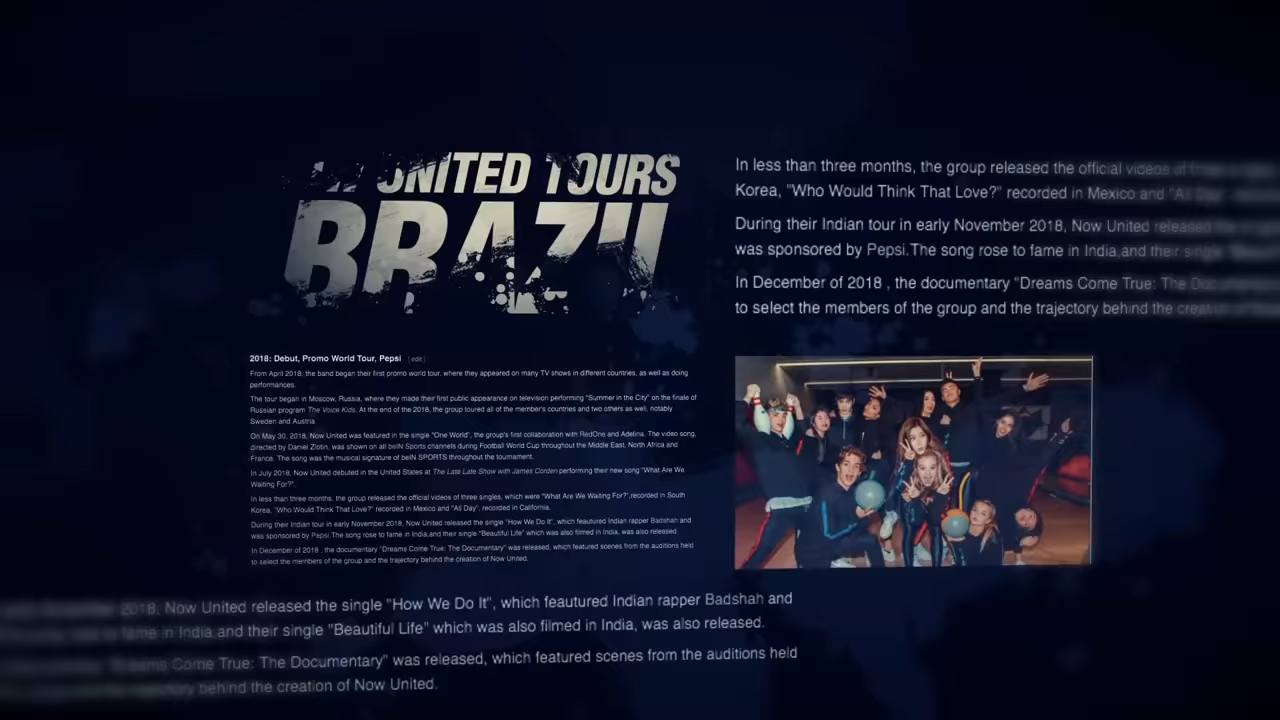 UNITED TOURS
BRAZIL
In less than three months, the group released the official videos of
Korea, "Who Would Think That Love?" recorded in Mexico and "All Day"
During their Indian tour in early November 2018, Now United released
was sponsored by Pepsi.The song rose to fame in India,and their single
In December of 2018 , the documentary "Dreams Come True: The
to select the members of the group and the trajectory behind the creation
2018: Debut, Promo World Tour, Pepsi [edit]
From April 2018, the band began their first promo world tour, where they appeared on many TV shows in different countries, as well as doing
performances.
The tour began in Moscow, Russia, where they made their first public appearance on television performing "Summer in the City" on the finale of
Russian program The Voice Kids. At the end of the 2018, the group toured all of the member's countries and two others as well, notably
Sweden and Austria
On May 30, 2018, Now United was featured in the single "One World", the group's first collaboration with RedOne and Adelina. The video song,
directed by Daniel Zlotin, was shown on all beIN Sports channels during Football World Cup throughout the Middle East, North Africa and
France. The song was the musical signature of beIN SPORTS throughout the tournament.
In July 2018, Now United debuted in the United States at The Late Late Show with James Corden performing their new song "What Are We
Waiting For?".
In less than three months, the group released the official videos of three singles, which were "What Are We Waiting For?",recorded in South
Korea, "Who Would Think That Love?" recorded in Mexico and "All Day", recorded in California.
During their Indian tour in early November 2018, Now United released the single "How We Do It", which feautured Indian rapper Badshah and
was sponsored by Pepsi.The song rose to fame in India,and their single "Beautiful Life" which was also filmed in India, was also released
In December of 2018 , the documentary "Dreams Come True: The Documentary" was released, which featured scenes from the auditions held
to select the members of the group and the trajectory behind the creation of Now United.
November 2018, Now United released the single "How We Do It", which feautured Indian rapper Badshah and
to fame in India,and their single "Beautiful Life" which was also filmed in India, was also released.
"Dreams Come True: The Documentary" was released, which featured scenes from the auditions held
trajectory behind the creation of Now United.